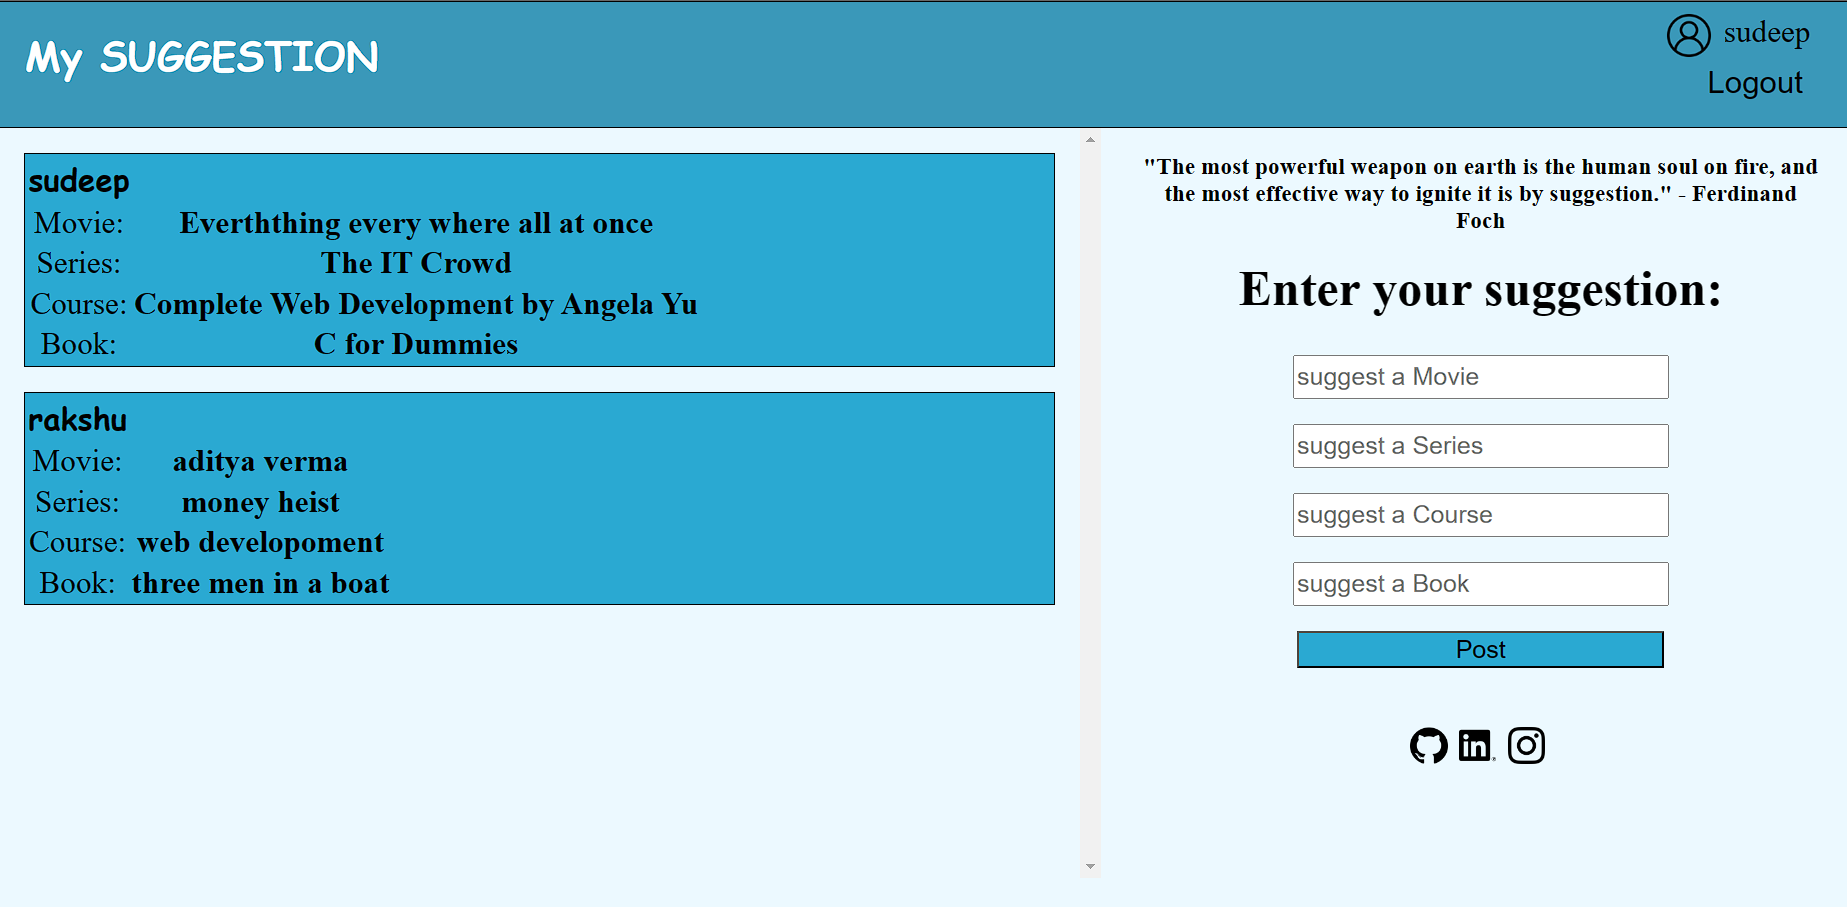 My SUGGESTION
sudeep
Logout
sudeep
Movie: Everththing every where all at once
Series: The IT Crowd
Course: Complete Web Development by Angela Yu
Book: C for Dummies
rakshu
Movie: aditya verma
Series: money heist
Course: web developoment
Book: three men in a boat
"The most powerful weapon on earth is the human soul on fire, and
the most effective way to ignite it is by suggestion." - Ferdinand
Foch
Enter your suggestion:
suggest a Movie
suggest a Series
suggest a Course
suggest a Book
Post
in